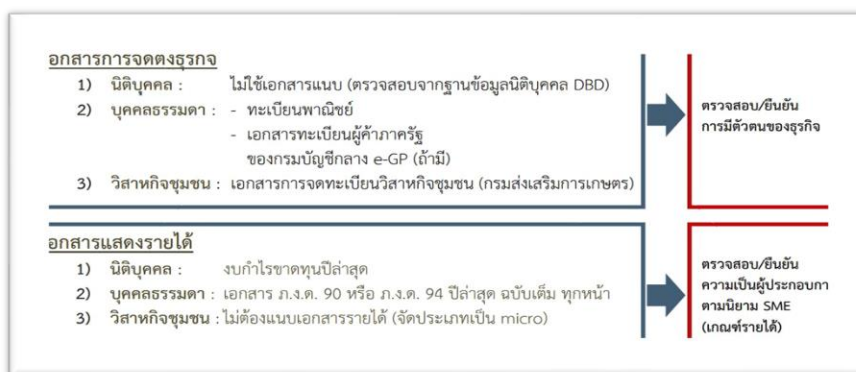 อกสารการจดตงธุรกจ
1) นิติบุคคล : ไม่ใช้เอกสารแนบ (ตรวจสอบจากฐานข้อมูลนิติบุคคล DBD)
2) บุคคลธรรมดา : - ทะเบียนพาณิชย์
- เอกสารทะเบียนผู้ค้าภาครัฐ
ของกรมบัญชีกลาง e-GP (ถ้ามี)
3) วิสาหกิจชุมชน : เอกสารการจดทะเบียนวิสาหกิจชุมชน (กรมส่งเสริมการเกษตร)
ตรวจสอบ/ยืนยัน
การมีตัวตนของธุรกิจ
อกสารแสดงรายได้
1) นิติบุคคล : งบกำไรขาดทุนปีล่าสุด
2) บุคคลธรรมดา : เอกสาร ภ.ง.ด. 90 หรือ ภ.ง.ด. 94 ปีล่าสุด ฉบับเต็ม ทุกหน้า
3) วิสาหกิจชุมชน : ไม่ต้องแนบเอกสารรายได้ (จัดประเภทเป็น micro)
ตรวจสอบ/ยืนยัน
ความเป็นผู้ประกอบกา
ตามนิยาม SME
(เกณฑ์รายได้)